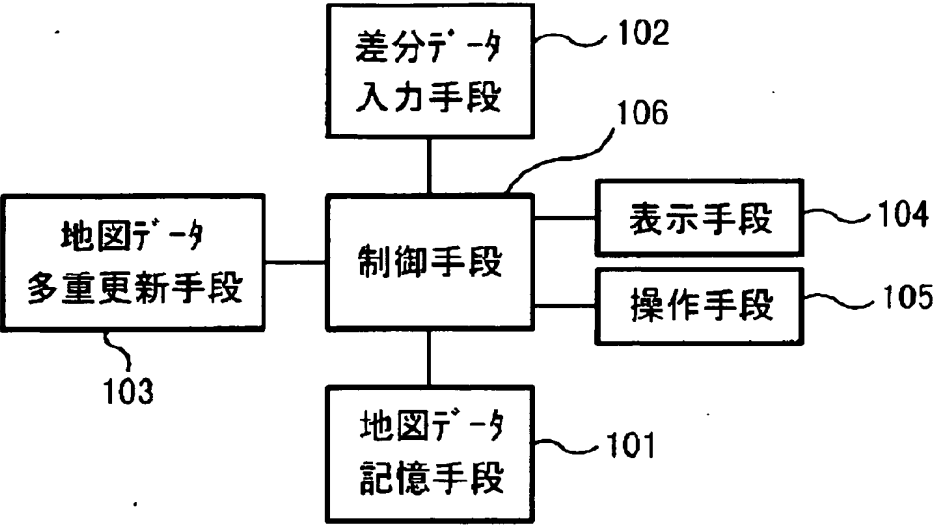 差分ﾃﾞｰﾀ
入力手段
102
106
地図ﾃﾞｰﾀ
多重更新手段
103
制御手段
表示手段
104
操作手段
105
地図ﾃﾞｰﾀ
記憶手段
101